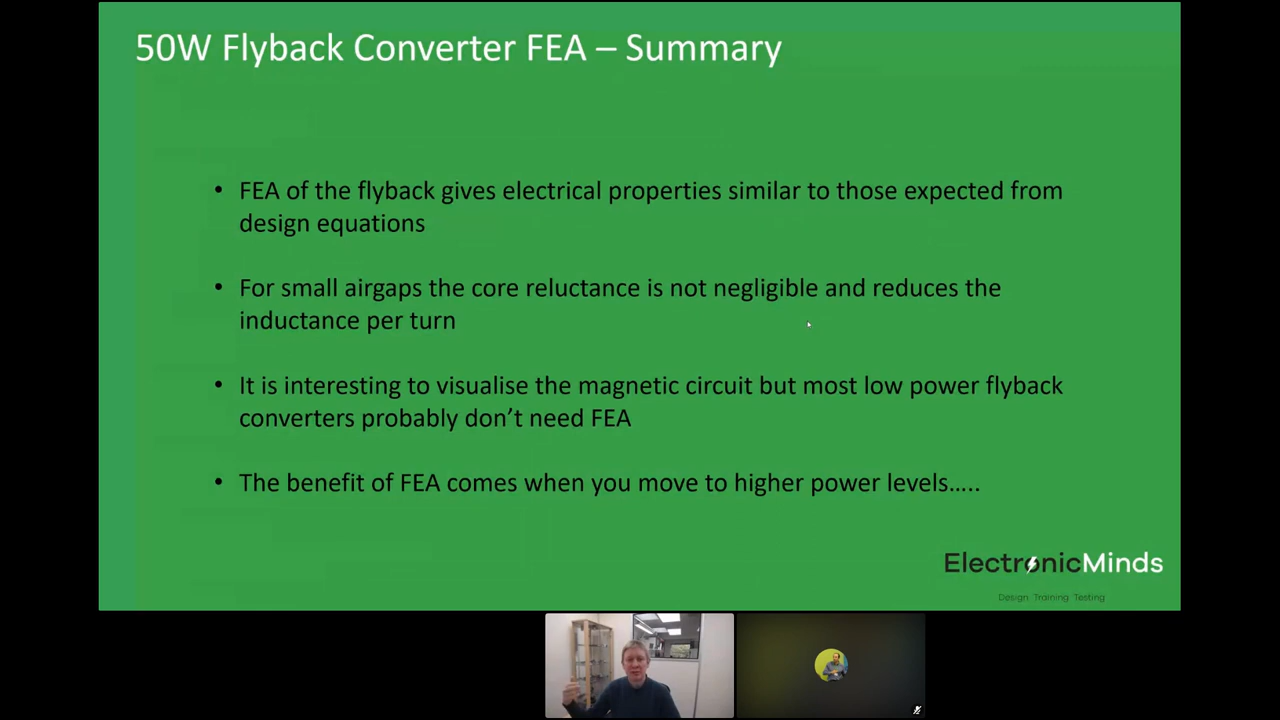 50W Flyback Converter FEA – Summary
• FEA of the flyback gives electrical properties similar to those expected from
design equations
• For small airgaps the core reluctance is not negligible and reduces the
inductance per turn
• It is interesting to visualise the magnetic circuit but most low power flyback
converters probably don’t need FEA
• The benefit of FEA comes when you move to higher power levels…..
ElectronicMinds
Design Training Testing